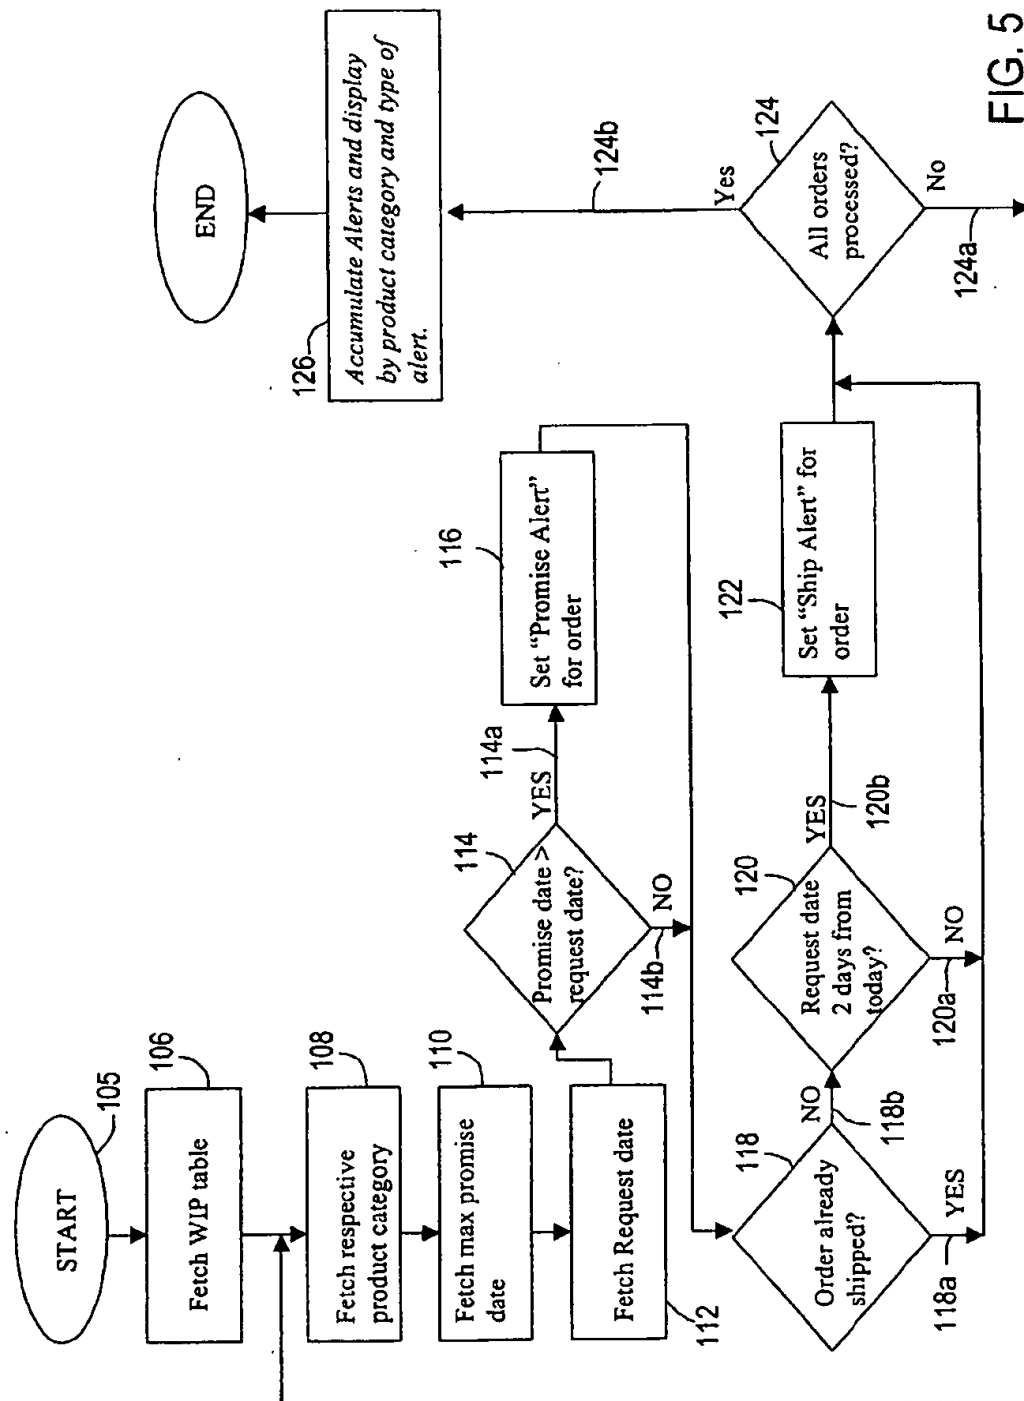 START
105
Fetch WIP table
106
Fetch respective
product category
108
Fetch max promise
date
110
Fetch Request date
112
Promise date >
request date?
114
YES
114a
NO
114b
Set “Promise Alert”
for order
116
Order already
shipped?
118
YES
118a
NO
118b
Request date
2 days from
today?
120
NO
120a
YES
120b
Set “Ship Alert” for
order
122
All orders
processed?
124
No
124a
Yes
124b
Accumulate Alerts and display
by product category and type of
alert.
126
END
FIG. 5